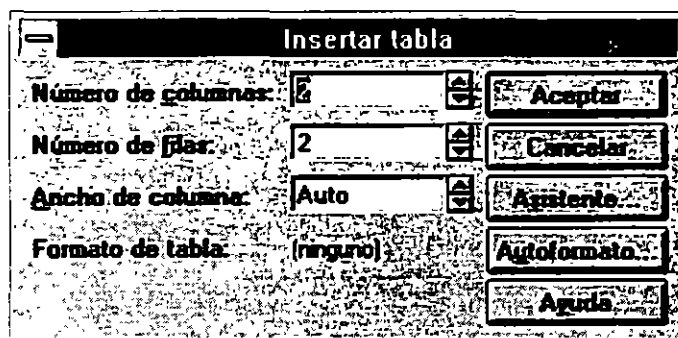 Insertar tabla
Número de columnas: 2 Aceptar
Número de filas: 2 Cancelar
Ancho de columna: Auto Asistente...
Formato de tabla: (ninguno) Autoformato...
Ayuda